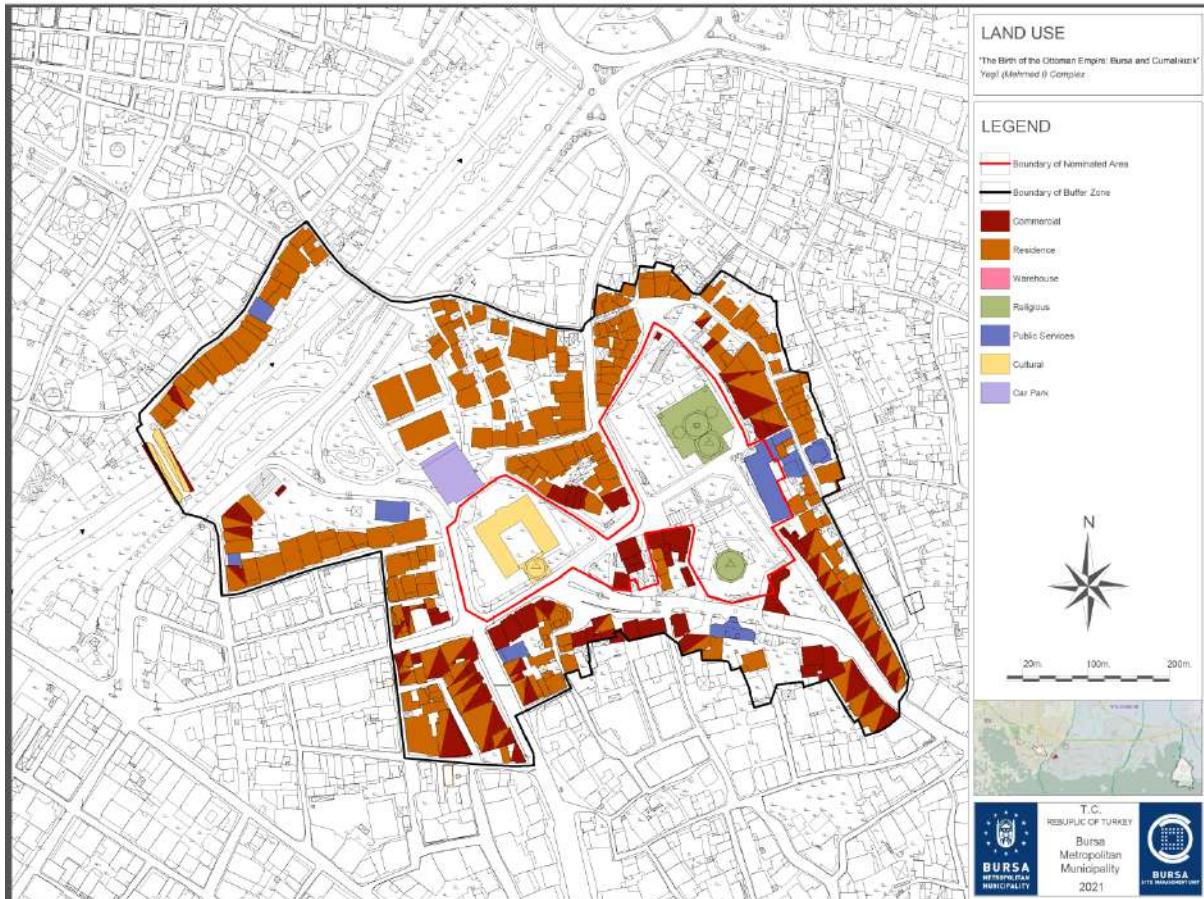 LAND USE
"The Birth of the Ottoman Empire: Bursa and Cumalıkızık"
Yeşil (Mehmed I) Complex
LEGEND
Boundary of Nominated Area
Boundary of Buffer Zone
Commercial
Residence
Warehouse
Religious
Public Services
Cultural
Car Park
N
20m. 100m. 200m.
T.C.
REBUPLIC OF TURKEY
Bursa
Metropolitan
Municipality
2021
BURSA
METROPOLITAN
MUNICIPALITY
BURSA
SITE MANAGEMENT UNIT